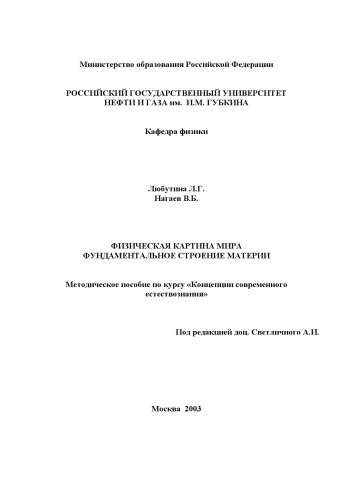 Министерство образования Российской Федерации
РОССИЙСКИЙ ГОСУДАРСТВЕННЫЙ УНИВЕРСИТЕТ
НЕФТИ И ГАЗА им. И.М. ГУБКИНА
Кафедра физики
Любутина Л.Г.
Нагаев В.Б.
ФИЗИЧЕСКАЯ КАРТИНА МИРА
ФУНДАМЕНТАЛЬНОЕ СТРОЕНИЕ МАТЕРИИ
Методическое пособие по курсу «Концепции современного
естествознания»
Под редакцией доц. Светличного А.И.
Москва 2003